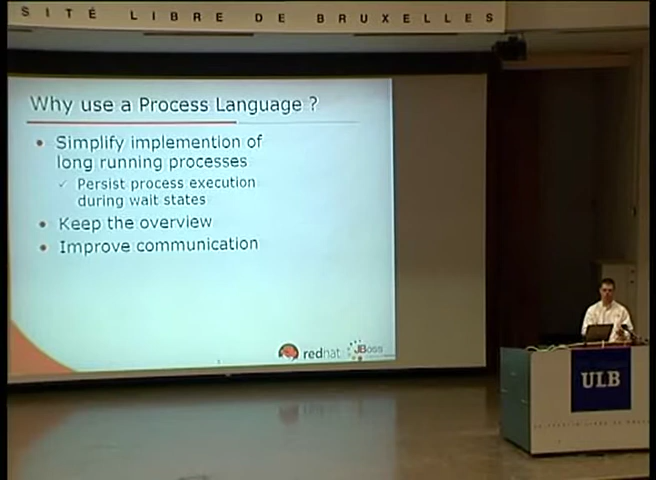 SITÉ LIBRE DE BRUXELLES
Why use a Process Language ?
Simplify implemention of
long running processes
✓ Persist process execution
during wait states
Keep the overview
Improve communication
redhat JBoss
ULB